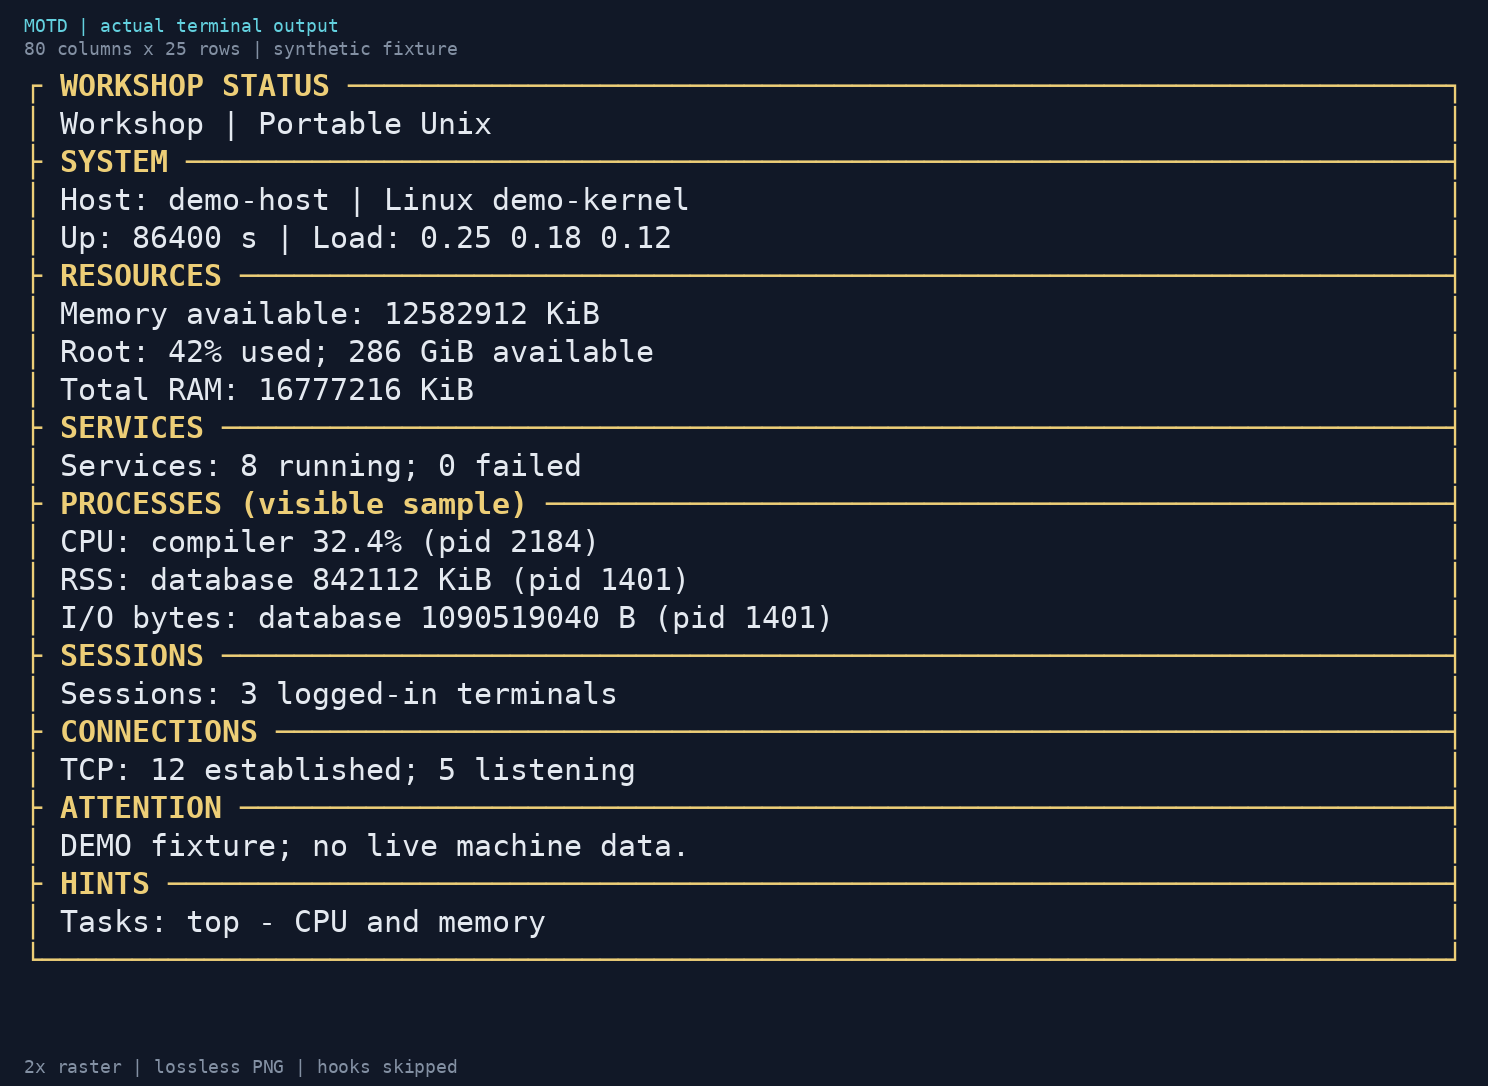 MOTD | actual terminal output
80 columns x 25 rows | synthetic fixture
WORKSHOP STATUS
Workshop | Portable Unix
SYSTEM
Host: demo-host | Linux demo-kernel
Up: 86400 s | Load: 0.25 0.18 0.12
RESOURCES
Memory available: 12582912 KiB
Root: 42% used; 286 GiB available
Total RAM: 16777216 KiB
SERVICES
Services: 8 running; 0 failed
PROCESSES (visible sample)
CPU: compiler 32.4% (pid 2184)
RSS: database 842112 KiB (pid 1401)
I/O bytes: database 1090519040 B (pid 1401)
SESSIONS
Sessions: 3 logged-in terminals
CONNECTIONS
TCP: 12 established; 5 listening
ATTENTION
DEMO fixture; no live machine data.
HINTS
Tasks: top - CPU and memory
2x raster | lossless PNG | hooks skipped